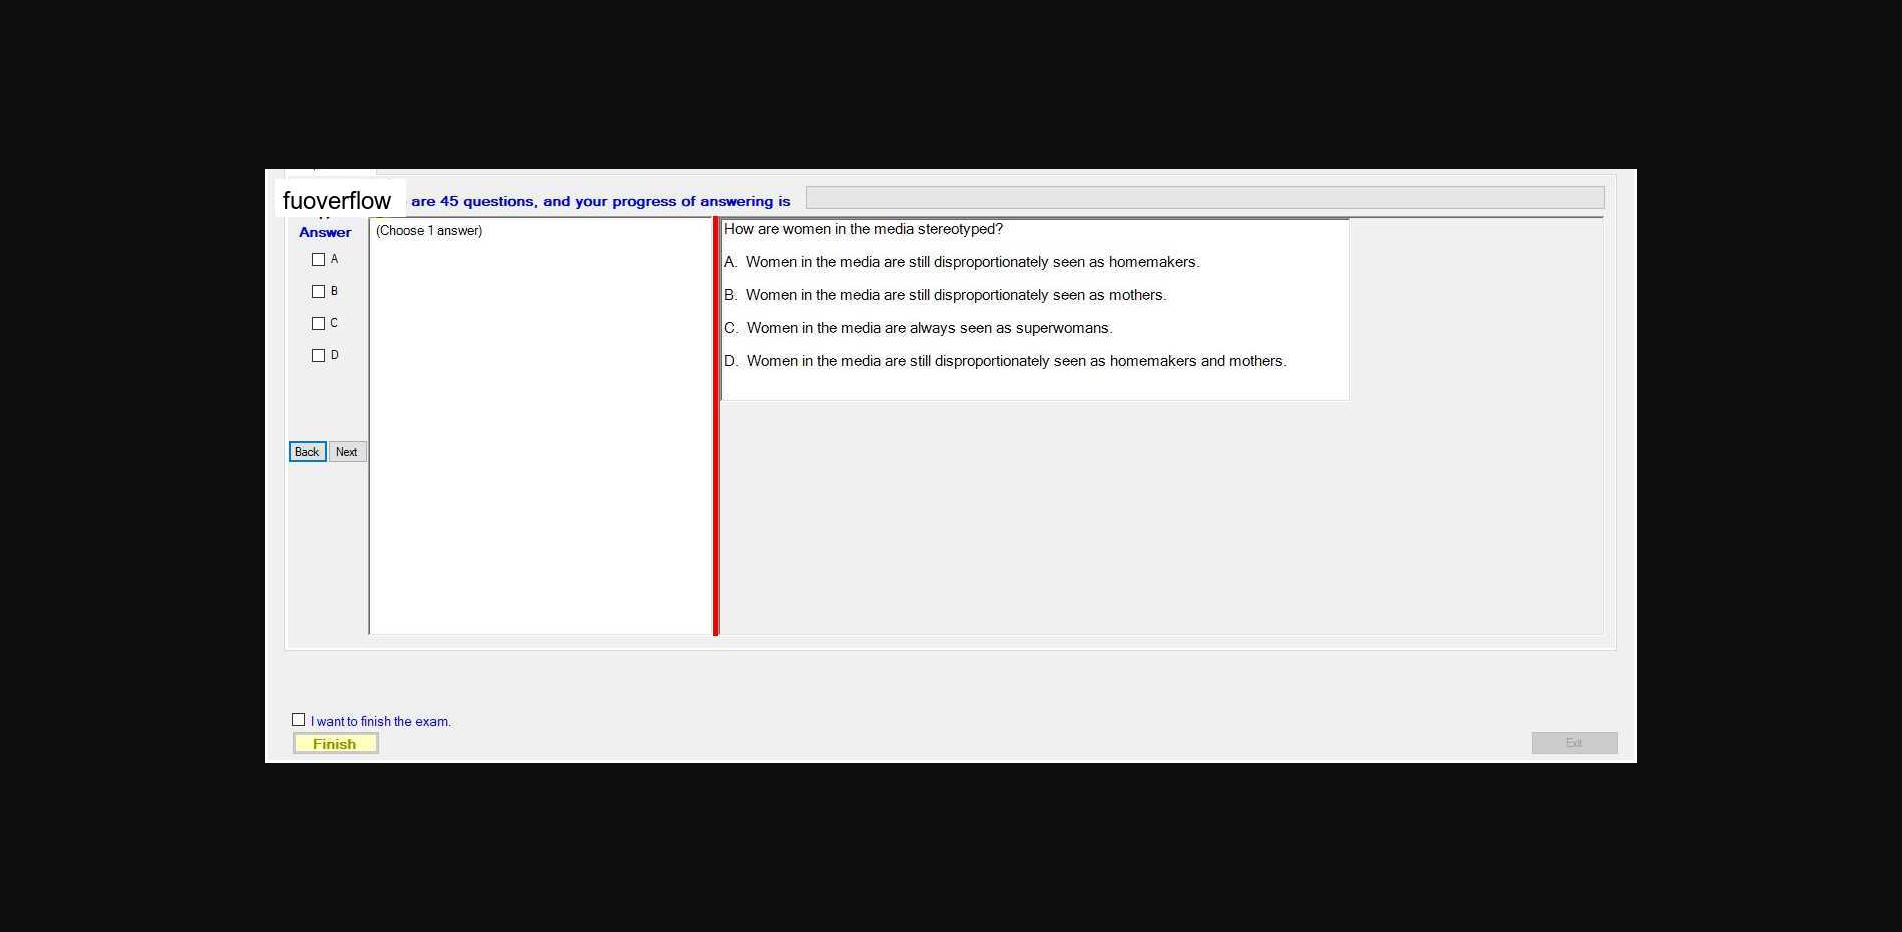 fuoverflow
are 45 questions, and your progress of answering is
Answer
(Choose 1 answer)
A
B
C
D
Back Next
How are women in the media stereotyped?
A. Women in the media are still disproportionately seen as homemakers.
B. Women in the media are still disproportionately seen as mothers.
C. Women in the media are always seen as superwomans.
D. Women in the media are still disproportionately seen as homemakers and mothers.
I want to finish the exam.
Finish
Exit